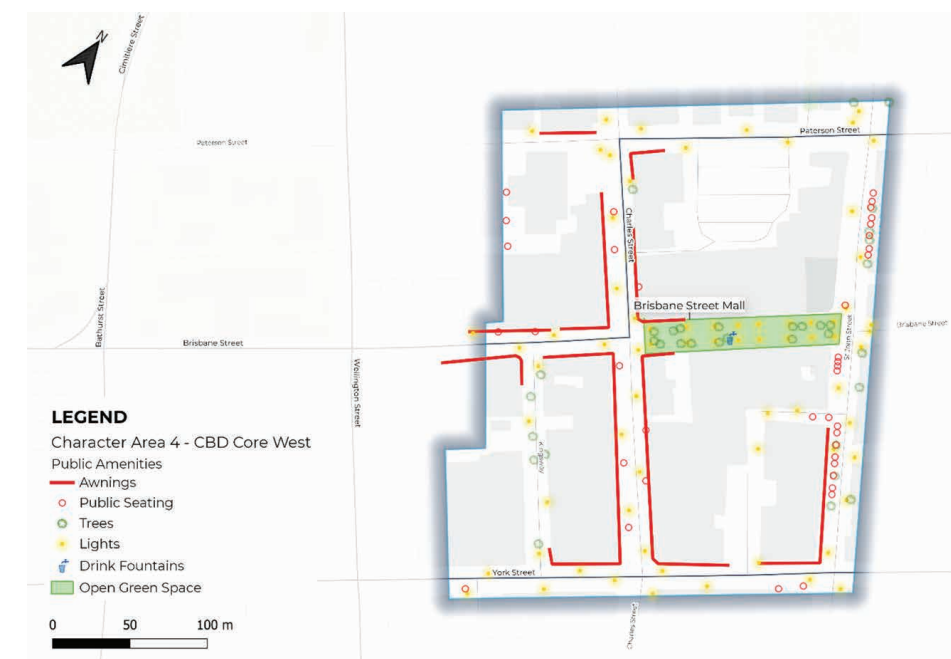 N
Cimitiere Street
Paterson Street
Paterson Street
Charles Street
Brisbane Street Mall
Bathurst Street
Brisbane Street
Brisbane Street
St John Street
Wellington Street
Kingsway
York Street
Charles Street
LEGEND
Character Area 4 - CBD Core West
Public Amenities
Awnings
Public Seating
Trees
Lights
Drink Fountains
Open Green Space
0 50 100 m